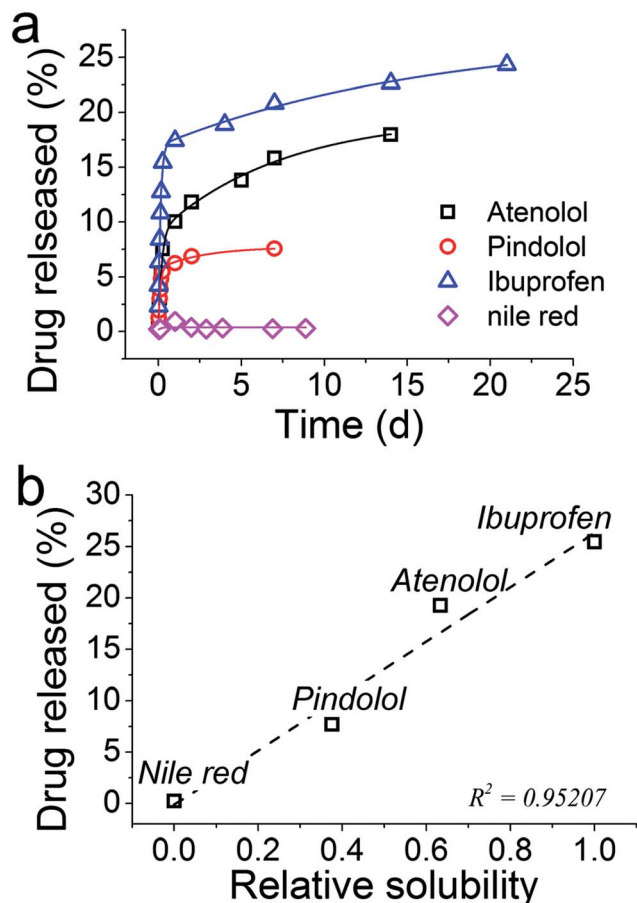 a
Drug relseased (%)
25
20
15
10
5
0
Atenolol
Pindolol
Ibuprofen
nile red
0 5 10 15 20 25
Time (d)
b
Drug released (%)
30
25
20
15
10
5
0
Ibuprofen
Atenolol
Pindolol
Nile red
R² = 0.95207
0.0 0.2 0.4 0.6 0.8 1.0
Relative solubility